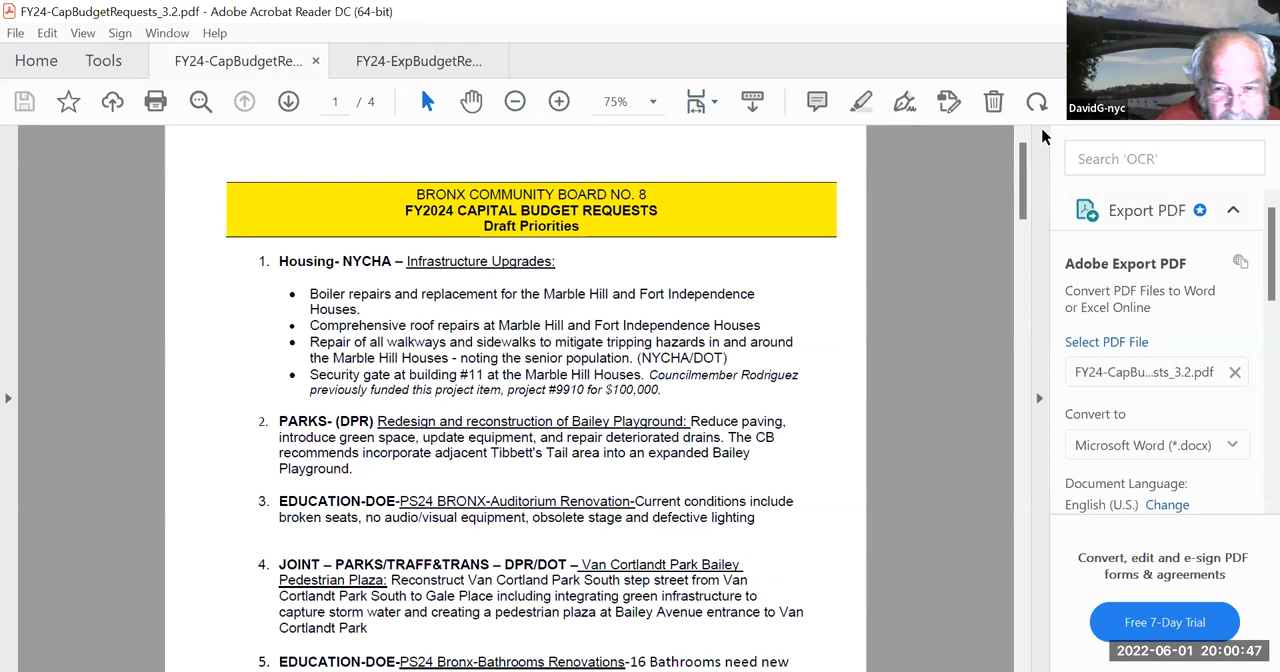 FY24-CapBudgetRequests_3.2.pdf - Adobe Acrobat Reader DC (64-bit)
File Edit View Sign Window Help
Home Tools FY24-CapBudgetRe... × FY24-ExpBudgetRe...
1 / 4 75%
DavidG-nyc
BRONX COMMUNITY BOARD NO. 8
FY2024 CAPITAL BUDGET REQUESTS
Draft Priorities
1. Housing- NYCHA – Infrastructure Upgrades:
• Boiler repairs and replacement for the Marble Hill and Fort Independence
Houses.
• Comprehensive roof repairs at Marble Hill and Fort Independence Houses
• Repair of all walkways and sidewalks to mitigate tripping hazards in and around
the Marble Hill Houses - noting the senior population. (NYCHA/DOT)
• Security gate at building #11 at the Marble Hill Houses. Councilmember Rodriguez
previously funded this project item, project #9910 for $100,000.
2. PARKS- (DPR) Redesign and reconstruction of Bailey Playground: Reduce paving,
introduce green space, update equipment, and repair deteriorated drains. The CB
recommends incorporate adjacent Tibbett's Tail area into an expanded Bailey
Playground.
3. EDUCATION-DOE-PS24 BRONX-Auditorium Renovation-Current conditions include
broken seats, no audio/visual equipment, obsolete stage and defective lighting
4. JOINT – PARKS/TRAFF&TRANS – DPR/DOT – Van Cortlandt Park Bailey
Pedestrian Plaza: Reconstruct Van Cortland Park South step street from Van
Cortlandt Park South to Gale Place including integrating green infrastructure to
capture storm water and creating a pedestrian plaza at Bailey Avenue entrance to Van
Cortlandt Park
5. EDUCATION-DOE-PS24 Bronx-Bathrooms Renovations-16 Bathrooms need new
Search 'OCR'
Export PDF
Adobe Export PDF
Convert PDF Files to Word
or Excel Online
Select PDF File
FY24-CapBu...sts_3.2.pdf ×
Convert to
Microsoft Word (*.docx)
Document Language:
English (U.S.) Change
Convert, edit and e-sign PDF
forms & agreements
Free 7-Day Trial
2022-06-01 20:00:47